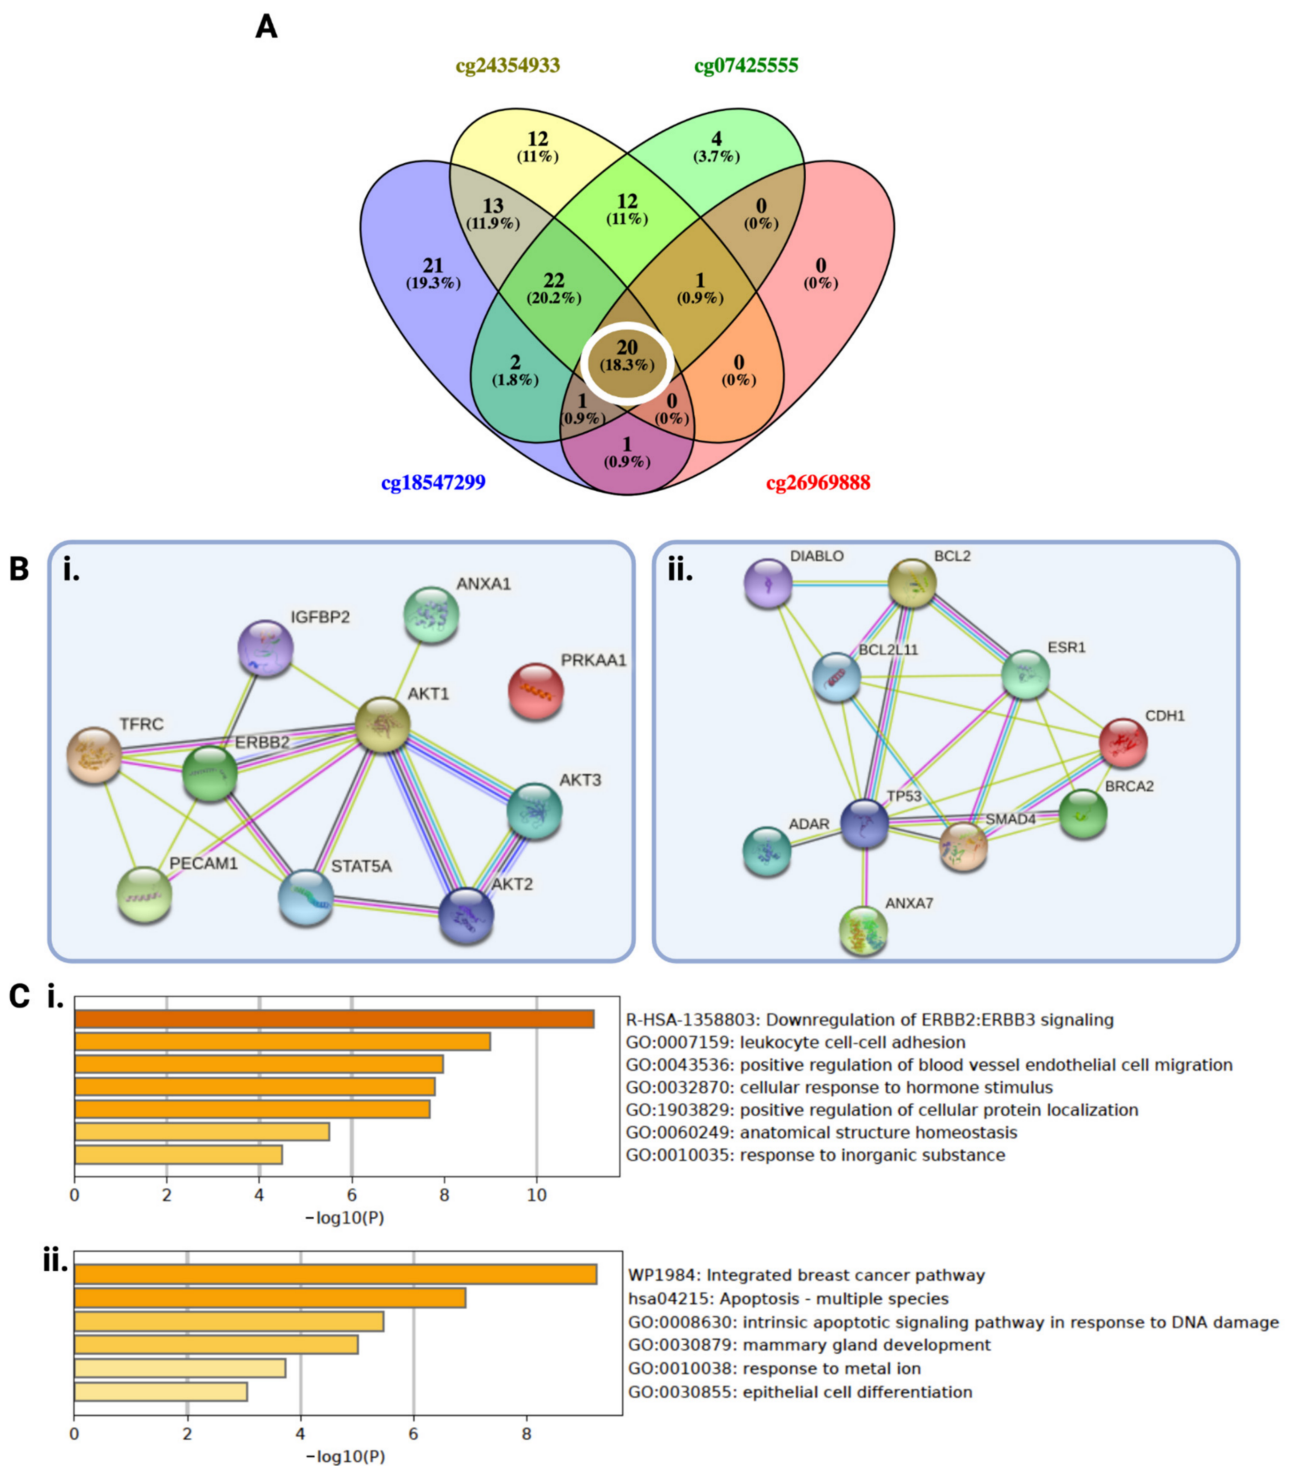 A
cg24354933
cg07425555
12
(11%)
4
(3.7%)
13
(11.9%)
12
(11%)
0
(0%)
21
(19.3%)
22
(20.2%)
1
(0.9%)
0
(0%)
20
(18.3%)
2
(1.8%)
0
(0%)
1
(0.9%)
0
(0%)
1
(0.9%)
cg18547299
cg26969888
B
i.
ANXA1
IGFBP2
PRKAA1
AKT1
TFRC
ERBB2
AKT3
PECAM1
STAT5A
AKT2
ii.
DIABLO
BCL2
BCL2L11
ESR1
CDH1
BRCA2
TP53
SMAD4
ADAR
ANXA7
C
i.
R-HSA-1358803: Downregulation of ERBB2:ERBB3 signaling
GO:0007159: leukocyte cell-cell adhesion
GO:0043536: positive regulation of blood vessel endothelial cell migration
GO:0032870: cellular response to hormone stimulus
GO:1903829: positive regulation of cellular protein localization
GO:0060249: anatomical structure homeostasis
GO:0010035: response to inorganic substance
0 2 4 6 8 10
−log10(P)
ii.
WP1984: Integrated breast cancer pathway
hsa04215: Apoptosis - multiple species
GO:0008630: intrinsic apoptotic signaling pathway in response to DNA damage
GO:0030879: mammary gland development
GO:0010038: response to metal ion
GO:0030855: epithelial cell differentiation
0 2 4 6 8
−log10(P)